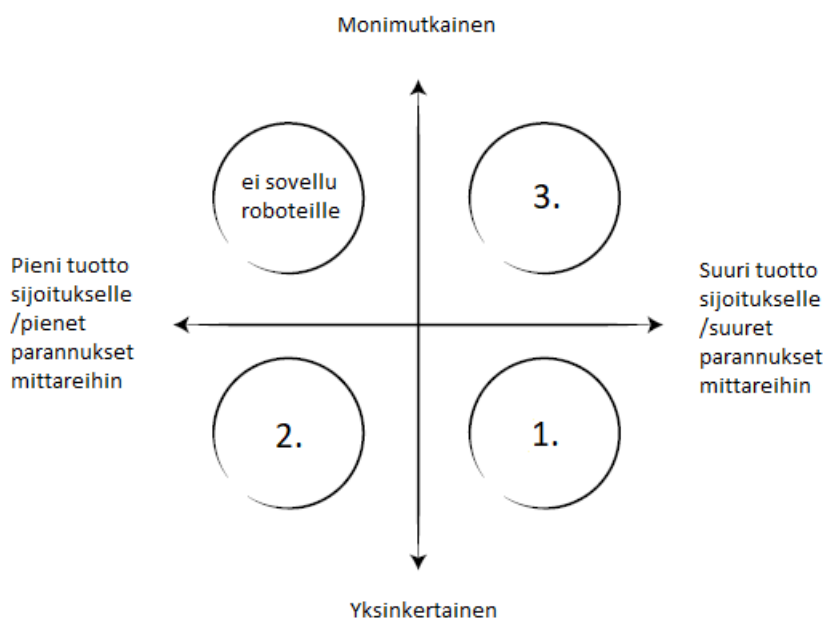 Monimutkainen
ei sovellu
roboteille
3.
Pieni tuotto
sijoitukselle
/pienet
parannukset
mittareihin
Suuri tuotto
sijoitukselle
/suuret
parannukset
mittareihin
2.
1.
Yksinkertainen